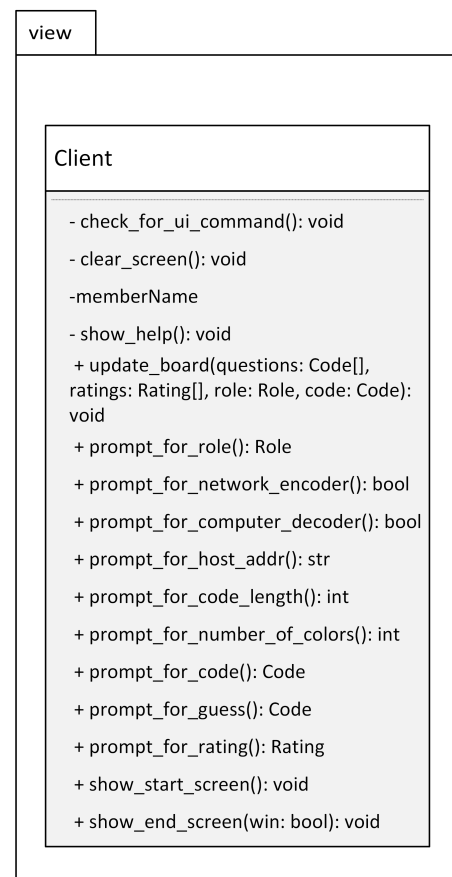 view
Client
- check_for_ui_command(): void
- clear_screen(): void
-memberName
- show_help(): void
+ update_board(questions: Code[],
ratings: Rating[], role: Role, code: Code):
void
+ prompt_for_role(): Role
+ prompt_for_network_encoder(): bool
+ prompt_for_computer_decoder(): bool
+ prompt_for_host_addr(): str
+ prompt_for_code_length(): int
+ prompt_for_number_of_colors(): int
+ prompt_for_code(): Code
+ prompt_for_guess(): Code
+ prompt_for_rating(): Rating
+ show_start_screen(): void
+ show_end_screen(win: bool): void